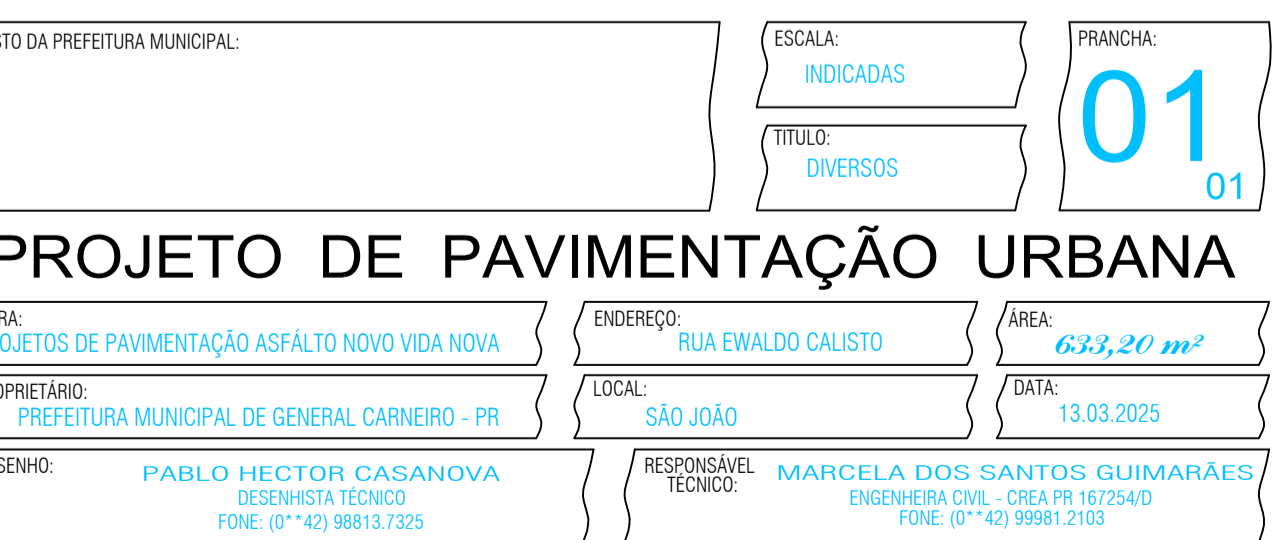 STO DA PREFEITURA MUNICIPAL:
ESCALA:
INDICADAS
TITULO:
DIVERSOS
PRANCHA:
01
01
PROJETO DE PAVIMENTAÇÃO URBANA
RA:
OJETOS DE PAVIMENTAÇÃO ASFÁLTO NOVO VIDA NOVA
ENDEREÇO:
RUA EWALDO CALISTO
ÁREA:
633,20 m²
OPRIETÁRIO:
PREFEITURA MUNICIPAL DE GENERAL CARNEIRO - PR
LOCAL:
SÃO JOÃO
DATA:
13.03.2025
SENHO:
PABLO HECTOR CASANOVA
DESENHISTA TÉCNICO
FONE: (0**42) 98813.7325
RESPONSÁVEL
TÉCNICO:
MARCELA DOS SANTOS GUIMARÃES
ENGENHEIRA CIVIL - CREA PR 167254/D
FONE: (0**42) 99981.2103